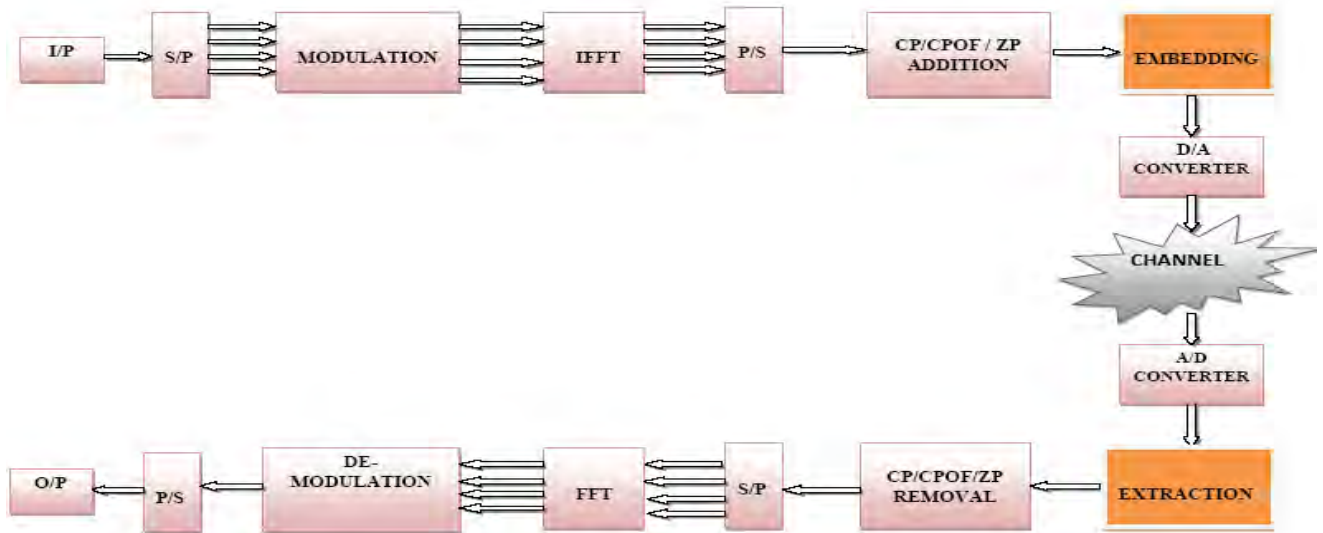 I/P
S/P
MODULATION
IFFT
P/S
CP/CPOF / ZP
ADDITION
EMBEDDING
D/A
CONVERTER
CHANNEL
A/D
CONVERTER
EXTRACTION
CP/CPOF/ZP
REMOVAL
S/P
FFT
DE-
MODULATION
P/S
O/P